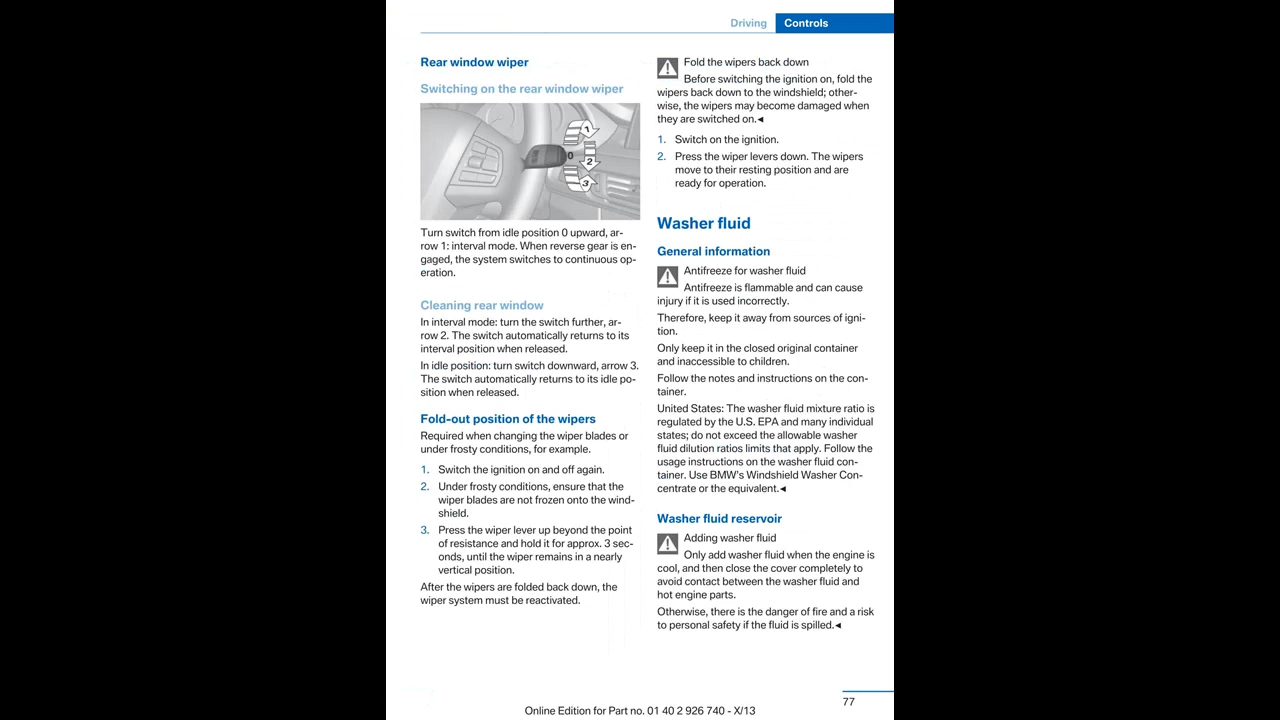 Driving Controls
Rear window wiper
Switching on the rear window wiper
1
0
2
3
Turn switch from idle position 0 upward, ar-
row 1: interval mode. When reverse gear is en-
gaged, the system switches to continuous op-
eration.
Cleaning rear window
In interval mode: turn the switch further, ar-
row 2. The switch automatically returns to its
interval position when released.
In idle position: turn switch downward, arrow 3.
The switch automatically returns to its idle po-
sition when released.
Fold-out position of the wipers
Required when changing the wiper blades or
under frosty conditions, for example.
1. Switch the ignition on and off again.
2. Under frosty conditions, ensure that the
wiper blades are not frozen onto the wind-
shield.
3. Press the wiper lever up beyond the point
of resistance and hold it for approx. 3 sec-
onds, until the wiper remains in a nearly
vertical position.
After the wipers are folded back down, the
wiper system must be reactivated.
Fold the wipers back down
Before switching the ignition on, fold the
wipers back down to the windshield; other-
wise, the wipers may become damaged when
they are switched on.◄
1. Switch on the ignition.
2. Press the wiper levers down. The wipers
move to their resting position and are
ready for operation.
Washer fluid
General information
Antifreeze for washer fluid
Antifreeze is flammable and can cause
injury if it is used incorrectly.
Therefore, keep it away from sources of igni-
tion.
Only keep it in the closed original container
and inaccessible to children.
Follow the notes and instructions on the con-
tainer.
United States: The washer fluid mixture ratio is
regulated by the U.S. EPA and many individual
states; do not exceed the allowable washer
fluid dilution ratios limits that apply. Follow the
usage instructions on the washer fluid con-
tainer. Use BMW's Windshield Washer Con-
centrate or the equivalent.◄
Washer fluid reservoir
Adding washer fluid
Only add washer fluid when the engine is
cool, and then close the cover completely to
avoid contact between the washer fluid and
hot engine parts.
Otherwise, there is the danger of fire and a risk
to personal safety if the fluid is spilled.◄
77
Online Edition for Part no. 01 40 2 926 740 - X/13